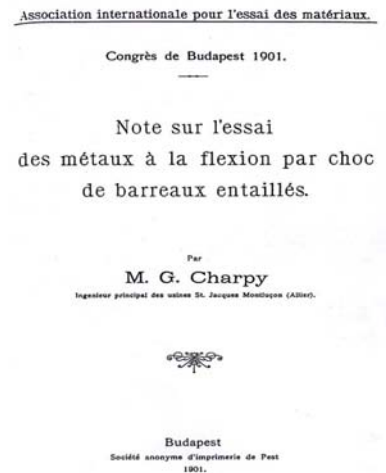 Association internationale pour l'essai des matériaux.
Congrès de Budapest 1901.
Note sur l'essai
des métaux à la flexion par choc
de barreaux entaillés.
Par
M. G. Charpy
Ingenieur principal des usines St. Jacques Montluçon (Allier).
Budapest
Société anonyme d'imprimerie de Pest
1901.